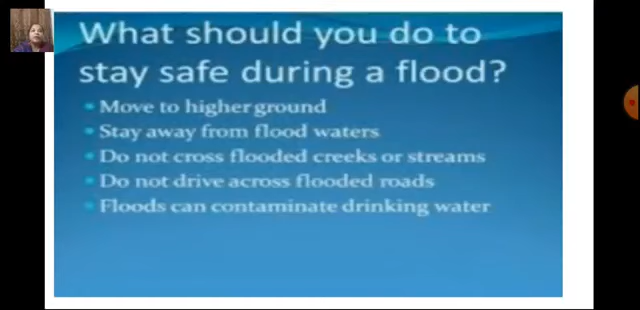 What should you do to
stay safe during a flood?
Move to higher ground
Stay away from flood waters
Do not cross flooded creeks or streams
Do not drive across flooded roads
Floods can contaminate drinking water